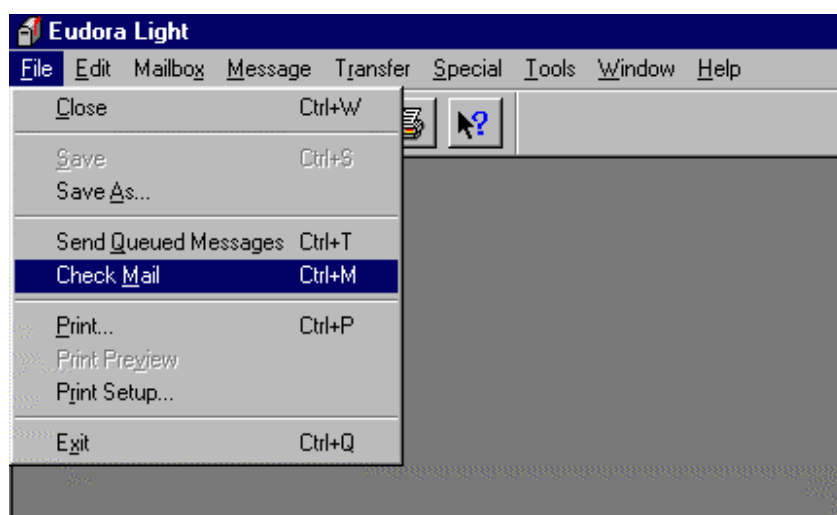 Eudora Light
File Edit Mailbox Message Transfer Special Tools Window Help
Close Ctrl+W
?
Save Ctrl+S
Save As...
Send Queued Messages Ctrl+T
Check Mail Ctrl+M
Print... Ctrl+P
Print Preview
Print Setup...
Exit Ctrl+Q